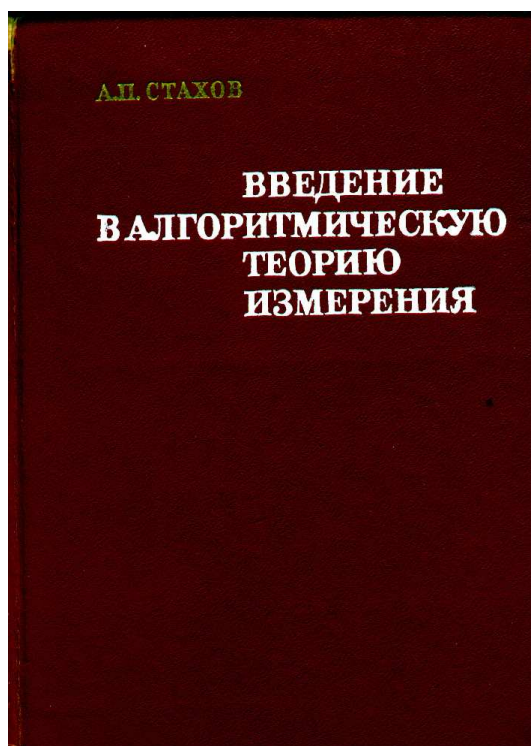 А.П. СТАХОВ
ВВЕДЕНИЕ
В АЛГОРИТМИЧЕСКУЮ
ТЕОРИЮ
ИЗМЕРЕНИЯ